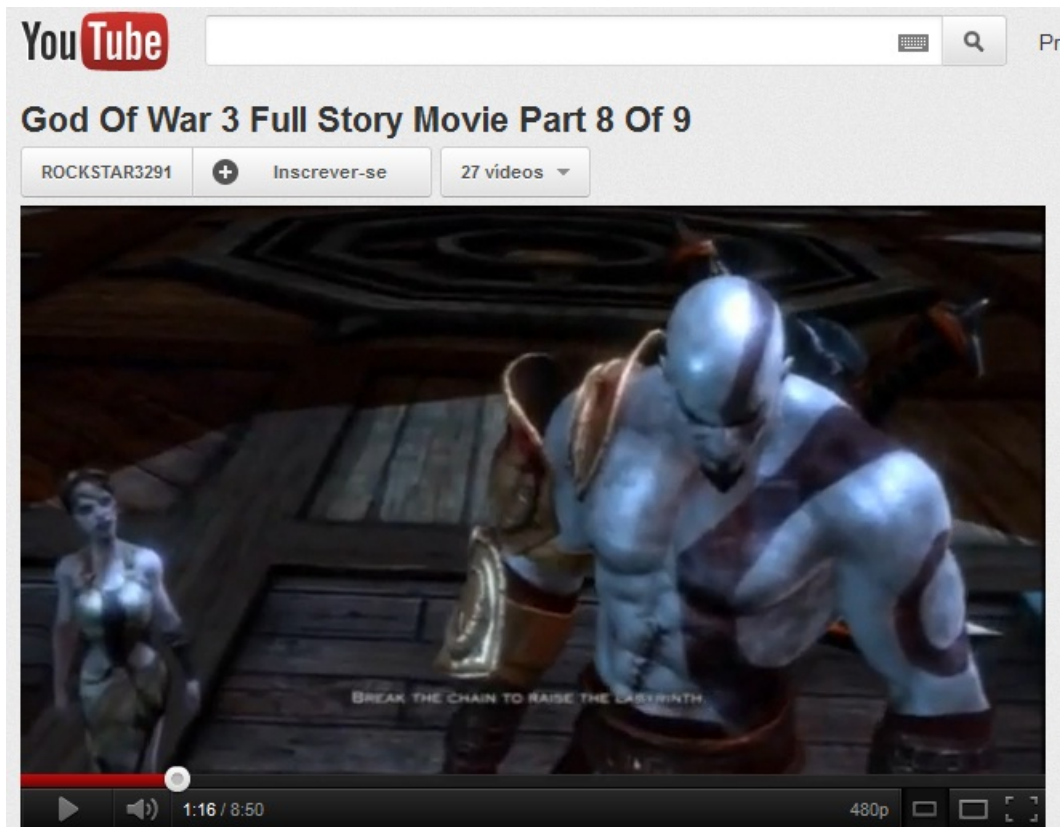 YouTube
Pr
God Of War 3 Full Story Movie Part 8 Of 9
ROCKSTAR3291 Inscrever-se 27 vídeos
BREAK THE CHAIN TO RAISE THE LABYRINTH.
1:16 / 8:50 480p